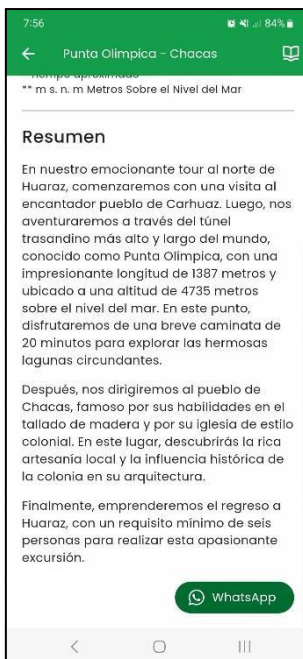 7:56
84%
Punta Olimpica - Chacas
* Tiempo aproximado
** m s. n. m Metros Sobre el Nivel del Mar
Resumen
En nuestro emocionante tour al norte de
Huaraz, comenzaremos con una visita al
encantador pueblo de Carhuaz. Luego, nos
aventuraremos a través del túnel
trasandino más alto y largo del mundo,
conocido como Punta Olímpica, con una
impresionante longitud de 1387 metros y
ubicado a una altitud de 4735 metros
sobre el nivel del mar. En este punto,
disfrutaremos de una breve caminata de
20 minutos para explorar las hermosas
lagunas circundantes.
Después, nos dirigiremos al pueblo de
Chacas, famoso por sus habilidades en el
tallado de madera y por su iglesia de estilo
colonial. En este lugar, descubrirás la rica
artesanía local y la influencia histórica de
la colonia en su arquitectura.
Finalmente, emprenderemos el regreso a
Huaraz, con un requisito mínimo de seis
personas para realizar esta apasionante
excursión.
WhatsApp